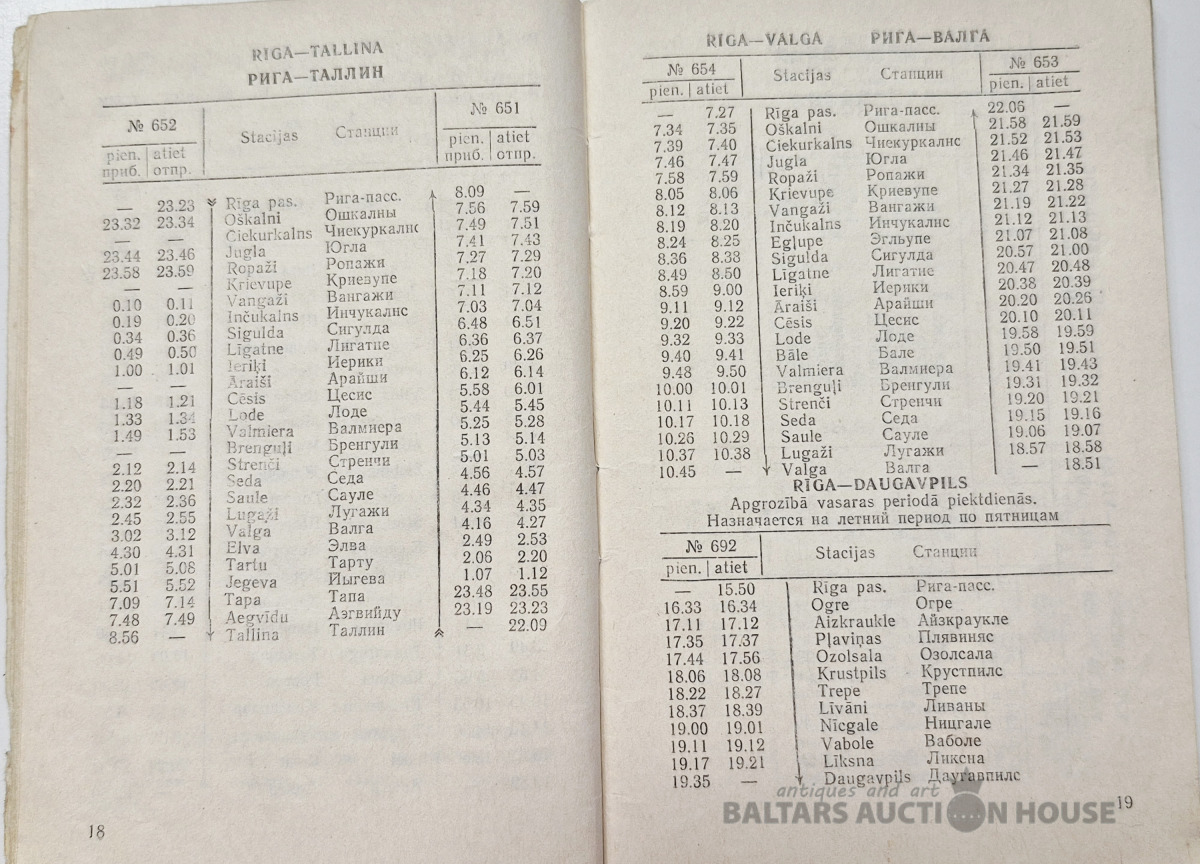 RĪGA—TALLINA
РИГА—ТАЛЛИН
№ 652 Stacijas Станции № 651
pien. atiet pien. atiet
приб. отпр. приб. отпр.
— 23.23 Rīga pas. Рига-пасс. 8.09 —
23.32 23.34 Oškalni Ошкалны 7.56 7.59
— — Ciekurkalns Чиекуркалнс 7.49 7.51
23.44 23.46 Jugla Югла 7.41 7.43
23.58 23.59 Ropaži Ропажи 7.27 7.29
— — Krievupe Криевупе 7.18 7.20
0.10 0.11 Vangaži Вангажи 7.11 7.12
0.19 0.20 Inčukalns Инчукалнс 7.03 7.04
0.34 0.36 Sigulda Сигулда 6.48 6.51
0.49 0.50 Līgatne Лигатне 6.36 6.37
1.00 1.01 Ieriķi Иерики 6.25 6.26
— — Āraiši Арайши 6.12 6.14
1.18 1.21 Cēsis Цесис 5.58 6.01
1.33 1.34 Lode Лоде 5.44 5.45
1.49 1.53 Valmiera Валмиера 5.25 5.28
— — Brenguļi Бренгули 5.13 5.14
2.12 2.14 Strenči Стренчи 5.01 5.03
2.20 2.21 Seda Седа 4.56 4.57
2.32 2.36 Saule Сауле 4.46 4.47
2.45 2.55 Lugaži Лугажи 4.34 4.35
3.02 3.12 Valga Валга 4.16 4.27
4.30 4.31 Elva Элва 2.49 2.53
5.01 5.08 Tartu Тарту 2.06 2.20
5.51 5.52 Jegeva Йыгева 1.07 1.12
7.09 7.14 Tapa Тапа 23.48 23.55
7.48 7.49 Aegvīdu Аэгвийду 23.19 23.23
8.56 — Tallina Таллин — 22.09
18
RĪGA—VALGA РИГА—ВАЛГА
№ 654 Stacijas Станции № 653
pien. atiet pien. atiet
— 7.27 Rīga pas. Рига-пасс. 22.06 —
7.34 7.35 Oškalni Ошкалны 21.58 21.59
7.39 7.40 Ciekurkalns Чиекуркалнс 21.52 21.53
7.46 7.47 Jugla Югла 21.46 21.47
7.58 7.59 Ropaži Ропажи 21.34 21.35
8.05 8.06 Krievupe Криевупе 21.27 21.28
8.12 8.13 Vangaži Вангажи 21.19 21.22
8.19 8.20 Inčukalns Инчукалнс 21.12 21.13
8.24 8.25 Egļupe Эгльупе 21.07 21.08
8.36 8.38 Sigulda Сигулда 20.57 21.00
8.49 8.50 Līgatne Лигатне 20.47 20.48
8.59 9.00 Ieriķi Иерики 20.38 20.39
9.11 9.12 Āraiši Арайши 20.20 20.26
9.20 9.22 Cēsis Цесис 20.10 20.11
9.32 9.33 Lode Лоде 19.58 19.59
9.40 9.41 Bāle Бале 19.50 19.51
9.48 9.50 Valmiera Валмиера 19.41 19.43
10.00 10.01 Brenguļi Бренгули 19.31 19.32
10.11 10.13 Strenči Стренчи 19.20 19.21
10.17 10.18 Seda Седа 19.15 19.16
10.26 10.29 Saule Сауле 19.06 19.07
10.37 10.38 Lugaži Лугажи 18.57 18.58
10.45 — Valga Валга — 18.51
RĪGA—DAUGAVPILS
Apgrozībā vasaras periodā piektdienās.
Назначается на летний период по пятницам
№ 692 Stacijas Станции
pien. atiet
— 15.50 Rīga pas. Рига-пасс.
16.33 16.34 Ogre Огре
17.11 17.12 Aizkraukle Айзкраукле
17.35 17.37 Pļaviņas Плявиняс
17.44 17.56 Ozolsala Озолсала
18.06 18.08 Krustpils Крустпилс
18.22 18.27 Trepe Трепе
18.37 18.39 Līvāni Ливаны
19.00 19.01 Nīcgale Ницгале
19.11 19.12 Vabole Ваболе
19.17 19.21 Līksna Ликсна
19.35 — Daugavpils Даугавпилс
antiques and art
BALTARS AUCTION HOUSE
19